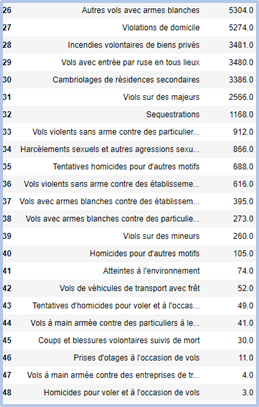 26 Autres vols avec armes blanches 5304.0
27 Violations de domicile 5274.0
28 Incendies volontaires de biens privés 3481.0
29 Vols avec entrée par ruse en tous lieux 3480.0
30 Cambriolages de résidences secondaires 3386.0
31 Viols sur des majeurs 2566.0
32 Sequestrations 1168.0
33 Vols violents sans arme contre des particulier... 912.0
34 Harcèlements sexuels et autres agressions sexu... 866.0
35 Tentatives homicides pour d'autres motifs 688.0
36 Vols violents sans arme contre des établisseme... 616.0
37 Vols avec armes blanches contre des établissem... 395.0
38 Vols avec armes blanches contre des particulie... 273.0
39 Viols sur des mineurs 260.0
40 Homicides pour d'autres motifs 105.0
41 Atteintes à l'environnement 74.0
42 Vols de véhicules de transport avec frêt 52.0
43 Tentatives d'homicides pour voler et à l'occas... 49.0
44 Vols à main armée contre des particuliers à le... 41.0
45 Coups et blessures volontaires suivis de mort 30.0
46 Prises d'otages à l'occasion de vols 11.0
47 Vols à main armée contre des entreprises de tr... 4.0
48 Homicides pour voler et à l'occasion de vols 3.0